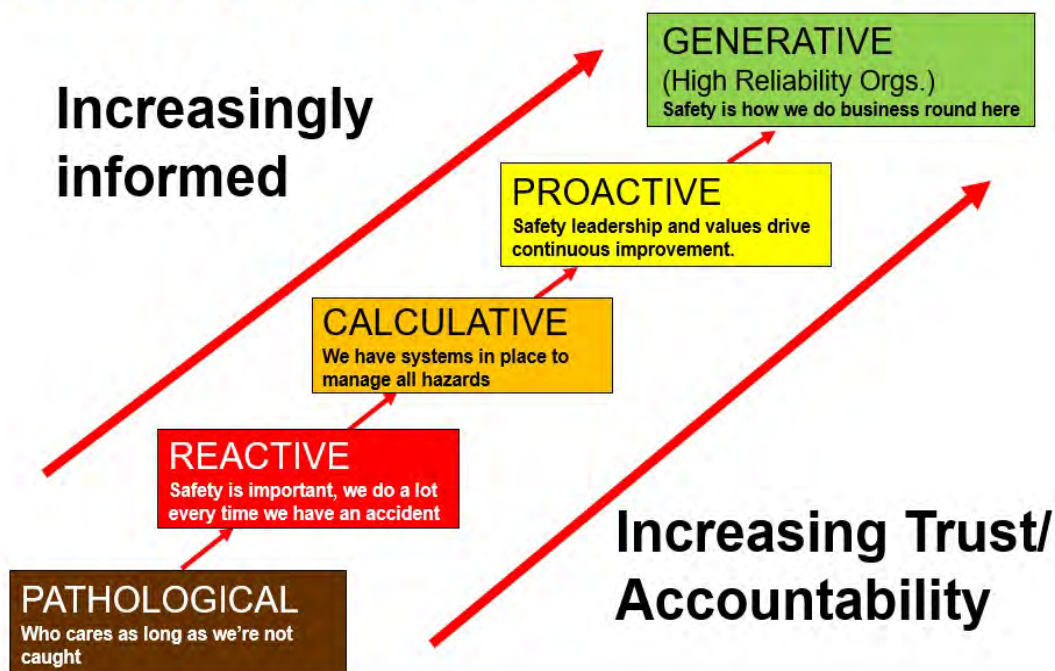 GENERATIVE
(High Reliability Orgs.)
Safety is how we do business round here
Increasingly
informed
PROACTIVE
Safety leadership and values drive
continuous improvement.
CALCULATIVE
We have systems in place to
manage all hazards
REACTIVE
Safety is important, we do a lot
every time we have an accident
Increasing Trust/
Accountability
PATHOLOGICAL
Who cares as long as we're not
caught